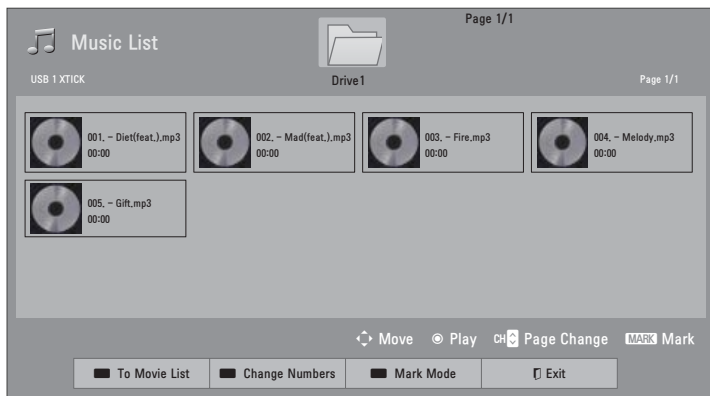 Page 1/1
Music List
USB 1 XTICK
Drive1
Page 1/1
001. - Diet(feat.).mp3
00:00
002. - Mad(feat.).mp3
00:00
003. - Fire.mp3
00:00
004. - Melody.mp3
00:00
005. - Gift.mp3
00:00
Move Play CH Page Change MARK Mark
To Movie List Change Numbers Mark Mode Exit